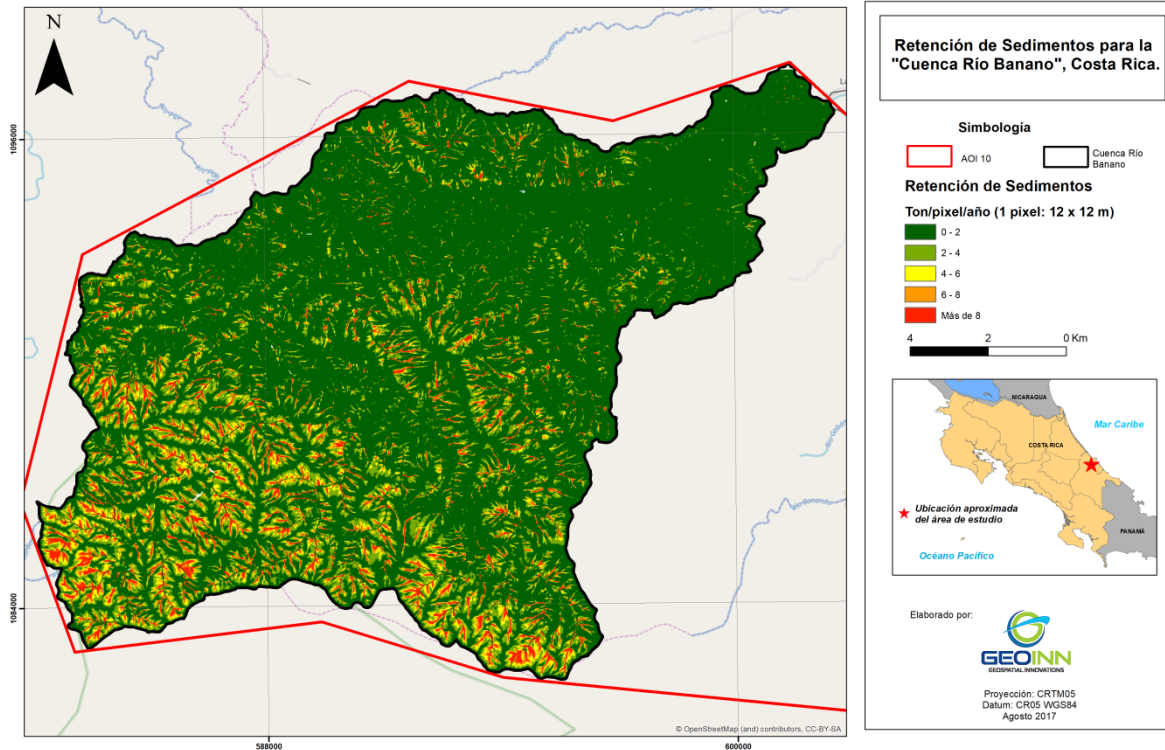 N
1096000
1084000
588000
600000
© OpenStreetMap (and) contributors, CC-BY-SA
Retención de Sedimentos para la
"Cuenca Río Banano", Costa Rica.
Simbología
AOI 10
Cuenca Río
Banano
Retención de Sedimentos
Ton/pixel/año (1 pixel: 12 x 12 m)
0 - 2
2 - 4
4 - 6
6 - 8
Más de 8
4 2 0 Km
NICARAGUA
Mar Caribe
COSTA RICA
Ubicación aproximada
del área de estudio
PANAMÁ
Océano Pacífico
Elaborado por:
GEOINN
GEOSPATIAL INNOVATIONS
Proyección: CRTM05
Datum: CR05 WGS84
Agosto 2017